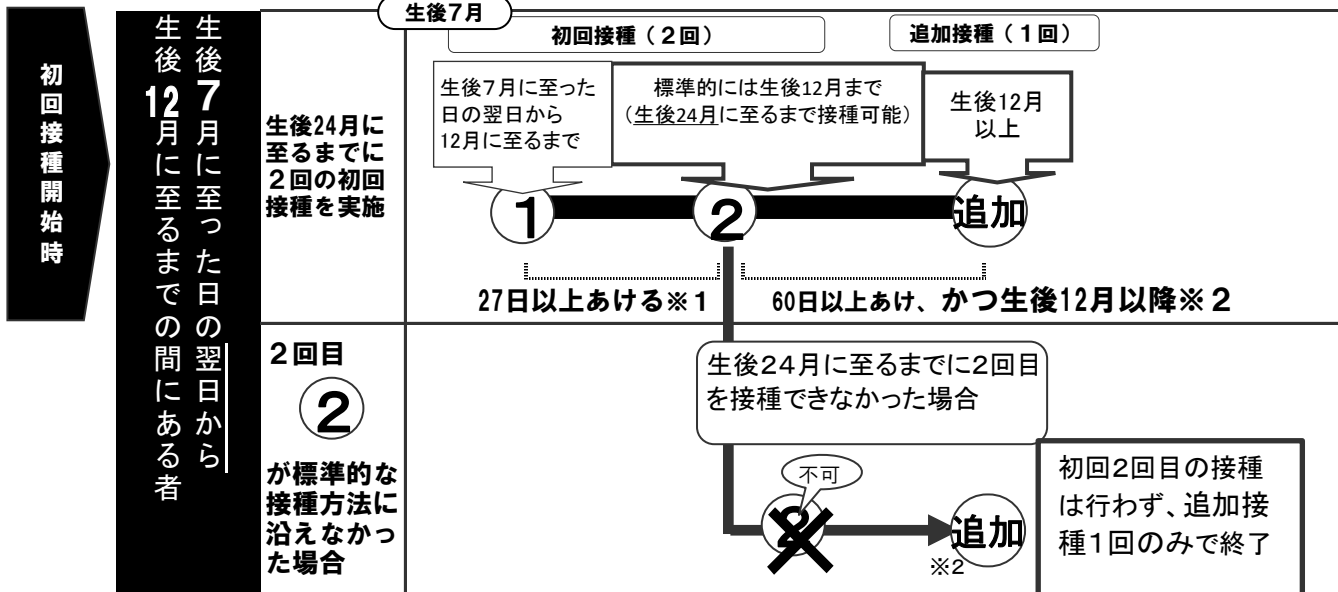 初回接種開始時
生後7月に至った日の翌日から
生後12月に至るまでの間にある者
生後24月に
至るまでに
2回の初回
接種を実施
生後7月
初回接種(2回)
追加接種(1回)
生後7月に至った
日の翌日から
12月に至るまで
標準的には生後12月まで
(生後24月に至るまで接種可能)
生後12月
以上
1
2
追加
27日以上あける※1
60日以上あけ、かつ生後12月以降※2
2回目
2
が標準的な
接種方法に
沿えなかっ
た場合
生後24月に至るまでに2回目
を接種できなかった場合
不可
2
追加
※2
初回2回目の接種
は行わず、追加接
種1回のみで終了